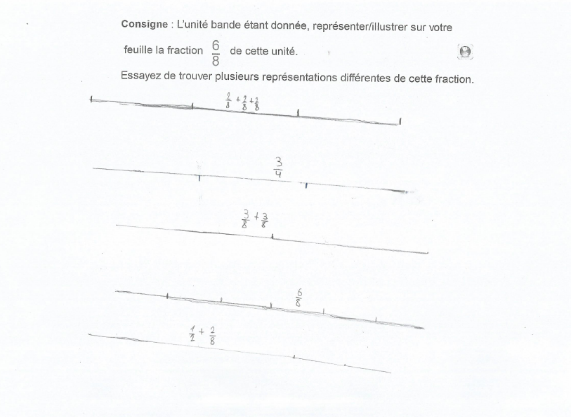 Consigne : L'unité bande étant donnée, représenter/illustrer sur votre
feuille la fraction 6/8 de cette unité.
Essayez de trouver plusieurs représentations différentes de cette fraction.
2/8 + 2/8 + 2/8
3/4
3/8 + 3/8
6/8
1/2 + 2/8